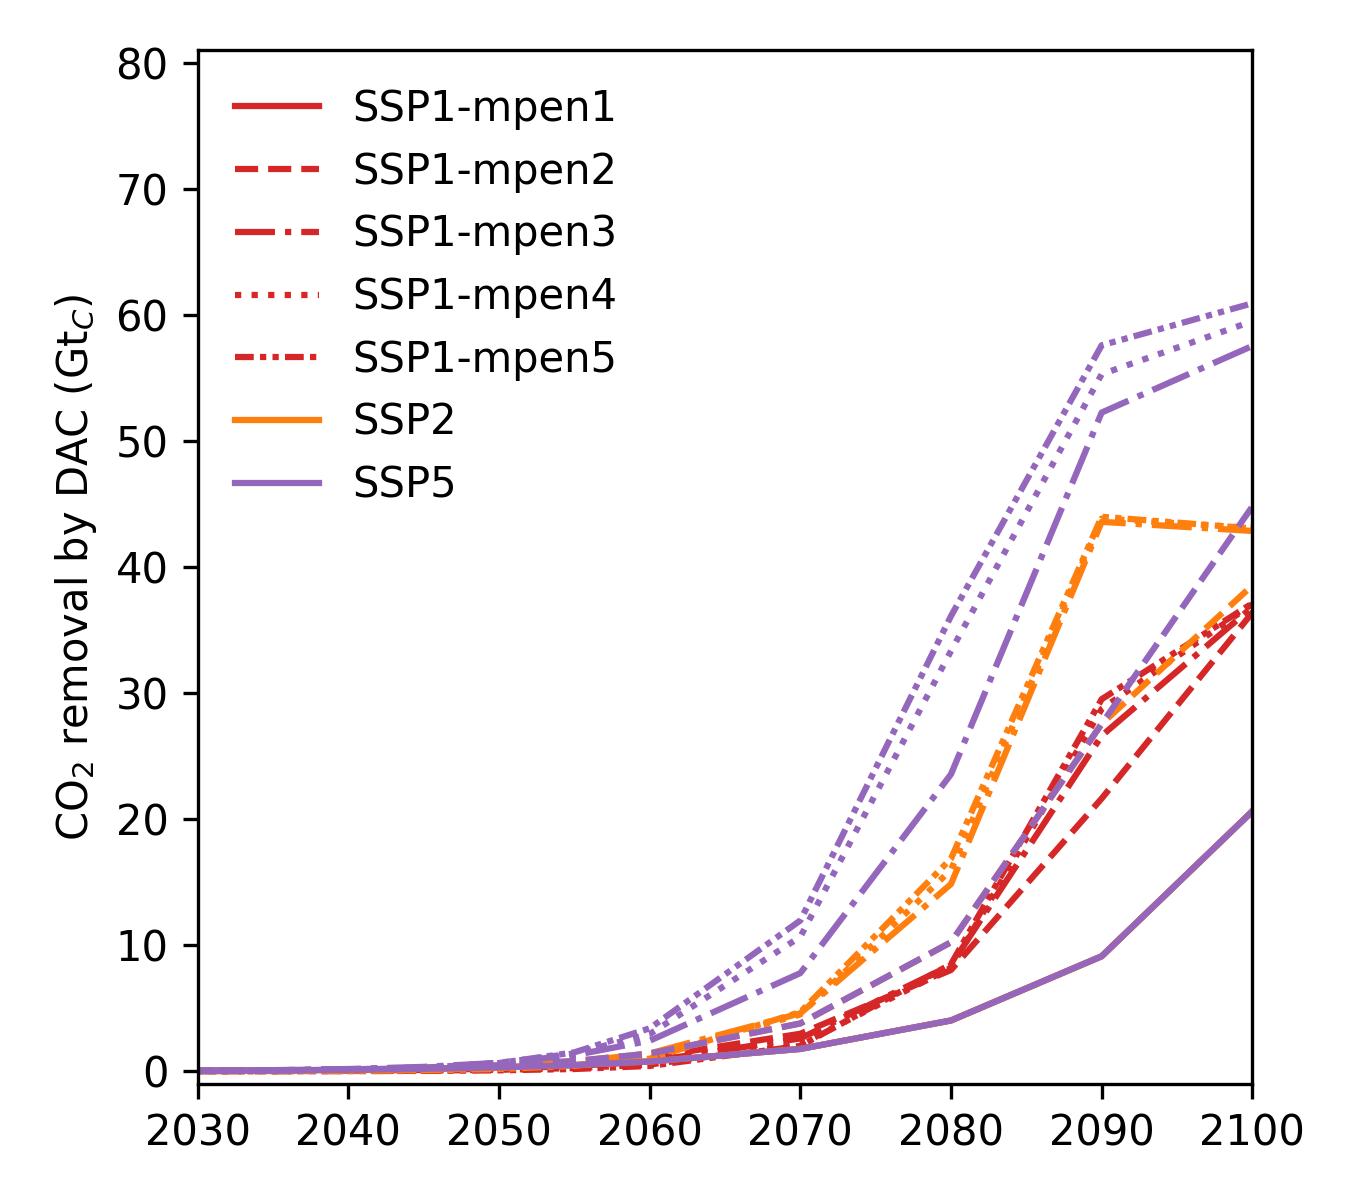 CO₂ removal by DAC (Gt_C)
80
70
60
50
40
30
20
10
0
SSP1-mpen1
SSP1-mpen2
SSP1-mpen3
SSP1-mpen4
SSP1-mpen5
SSP2
SSP5
2030 2040 2050 2060 2070 2080 2090 2100